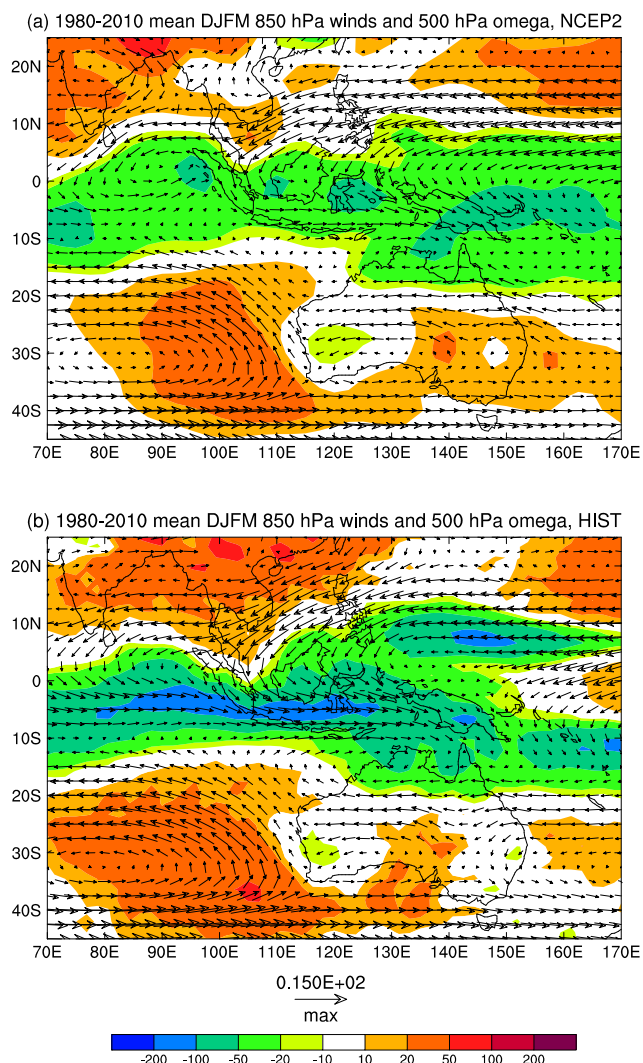 (a) 1980-2010 mean DJFM 850 hPa winds and 500 hPa omega, NCEP2
20N
10N
0
10S
20S
30S
40S
70E 80E 90E 100E 110E 120E 130E 140E 150E 160E 170E
(b) 1980-2010 mean DJFM 850 hPa winds and 500 hPa omega, HIST
20N
10N
0
10S
20S
30S
40S
70E 80E 90E 100E 110E 120E 130E 140E 150E 160E 170E
0.150E+02
max
-200 -100 -50 -20 -10 10 20 50 100 200